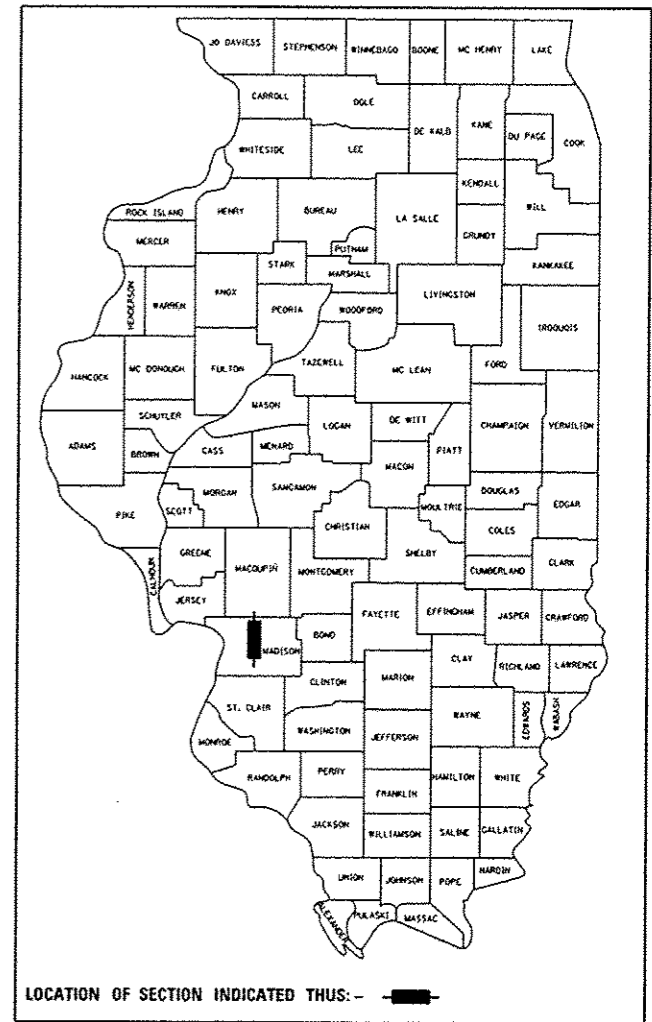 JO DAVIESS STEPHENSON WINNEBAGO BOONE MC HENRY LAKE
CARROLL OGLE DE KALB KANE DU PAGE COOK
WHITESIDE LEE
KENDALL
ROCK ISLAND HENRY BUREAU LA SALLE GRUNDY WILL
MERCER PUTNAM
STARK MARSHALL KANKAKEE
HENDERSON WARREN KNOX PEORIA WOODFORD LIVINGSTON IROQUOIS
HANCOCK MC DONOUGH FULTON TAZEWELL MC LEAN FORD
MASON
SCHUYLER LOGAN DE WITT CHAMPAIGN VERMILION
ADAMS BROWN CASS MENARD MACON PIATT
PIKE SCOTT MORGAN SANGAMON CHRISTIAN MOULTRIE DOUGLAS EDGAR
COLES
CALHOUN GREENE MACOUPIN MONTGOMERY SHELBY CUMBERLAND CLARK
JERSEY FAYETTE EFFINGHAM JASPER CRAWFORD
MADISON BOND
CLAY RICHLAND LAWRENCE
CLINTON MARION
ST. CLAIR WAYNE EDWARDS WABASH
MONROE WASHINGTON JEFFERSON
RANDOLPH PERRY HAMILTON WHITE
FRANKLIN
JACKSON WILLIAMSON SALINE GALLATIN
UNION JOHNSON POPE HARDIN
ALEXANDER PULASKI MASSAC
LOCATION OF SECTION INDICATED THUS: -